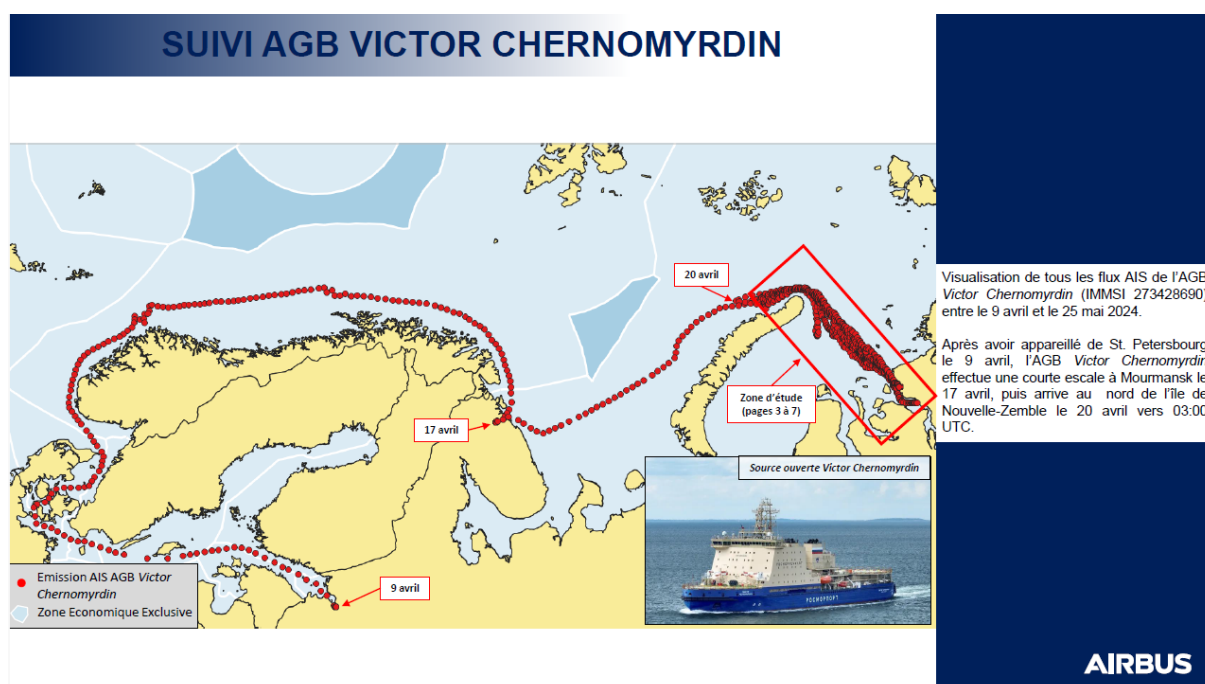 SUIVI AGB VICTOR CHERNOMYRDIN
20 avril
Zone d'étude
(pages 3 à 7)
17 avril
9 avril
Source ouverte Victor Chernomyrdin
РОСМОРПОРТ
Emission AIS AGB Victor
Chernomyrdin
Zone Economique Exclusive
Visualisation de tous les flux AIS de l'AGB
Victor Chernomyrdin (IMMSI 273428690)
entre le 9 avril et le 25 mai 2024.
Après avoir appareillé de St. Petersbourg
le 9 avril, l'AGB Victor Chernomyrdin
effectue une courte escale à Mourmansk le
17 avril, puis arrive au nord de l'île de
Nouvelle-Zemble le 20 avril vers 03:00
UTC.
AIRBUS